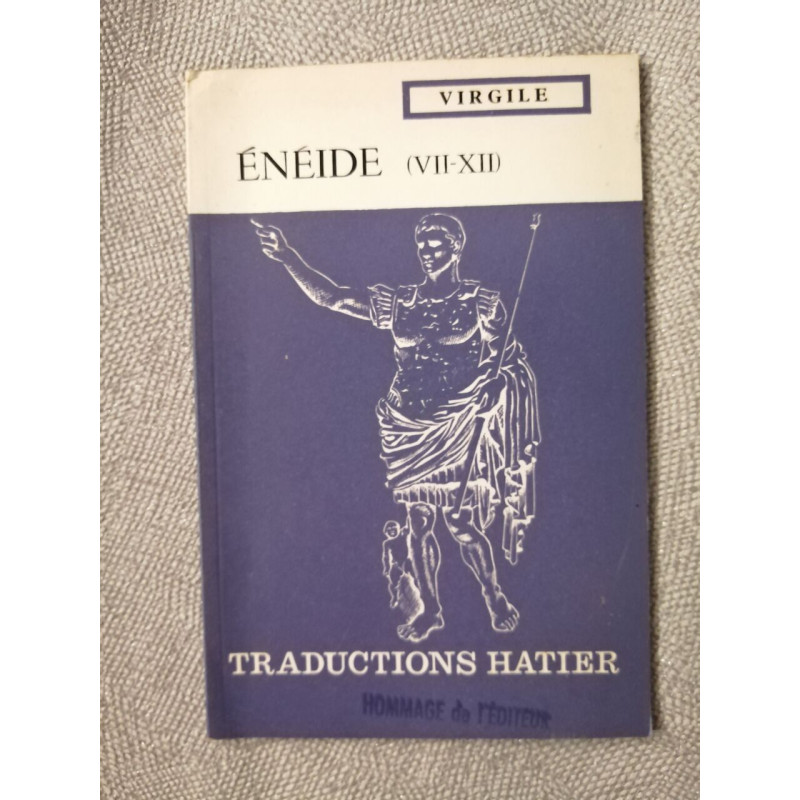 VIRGILE
ÉNÉIDE (VII-XII)
TRADUCTIONS HATIER
HOMMAGE de l'ÉDITEUR